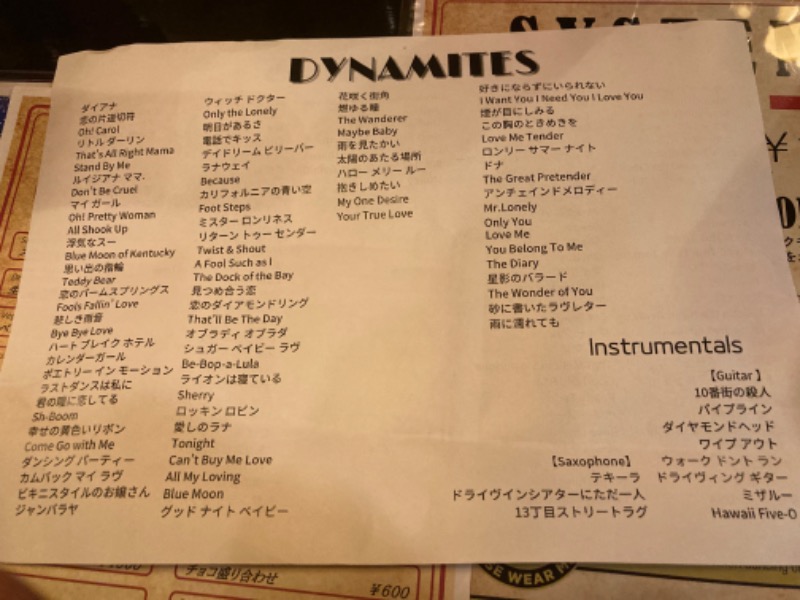 DYNAMITES
ダイアナ
恋の片道切符
Oh! Carol
リトル ダーリン
That's All Right Mama
Stand By Me
ルイジアナ ママ.
Don't Be Cruel
マイ ガール
Oh! Pretty Woman
All Shook Up
浮気なスー
Blue Moon of Kentucky
思い出の指輪
Teddy Bear
恋のパームスプリングス
Fools Fallin' Love
悲しき指音
Bye Bye Love
ハート ブレイク ホテル
カレンダーガール
ポエトリー イン モーション
ラストダンスは私に
君の瞳に恋してる
Sh-Boom
幸せの黄色いリボン
Come Go with Me
ダンシング パーティー
カムバック マイ ラヴ
ビキニスタイルのお嬢さん
ジャンバラヤ
ウィッチ ドクター
Only the Lonely
明日があるさ
電話でキッス
デイドリーム ビリーバー
ラナウェイ
Because
カリフォルニアの青い空
Foot Steps
ミスター ロンリネス
リターン トゥー センダー
Twist & Shout
A Fool Such as I
The Dock of the Bay
見つめ合う恋
恋のダイアモンドリング
That'll Be The Day
オブラディ オブラダ
シュガー ベイビー ラヴ
Be-Bop-a-Lula
ライオンは寝ている
Sherry
ロッキン ロビン
愛しのラナ
Tonight
Can't Buy Me Love
All My Loving
Blue Moon
グッド ナイト ベイビー
花咲く街角
燃ゆる瞳
The Wanderer
Maybe Baby
雨を見たかい
太陽のあたる場所
ハロー メリー ルー
抱きしめたい
My One Desire
Your True Love
好きにならずにいられない
I Want You I Need You I Love You
煙が目にしみる
この胸のときめきを
Love Me Tender
ロンリー サマー ナイト
ドナ
The Great Pretender
アンチェインドメロディー
Mr.Lonely
Only You
Love Me
You Belong To Me
The Diary
星影のバラード
The Wonder of You
砂に書いたラヴレター
雨に濡れても
Instrumentals
【Guitar】
10番街の殺人
パイプライン
ダイヤモンドヘッド
ワイプ アウト
ウォーク ドント ラン
ドライヴィング ギター
ミザルー
Hawaii Five-O
【Saxophone】
テキーラ
ドライヴインシアターにただ一人
13丁目ストリートラグ
チョコ盛り合わせ
¥600
SE WEAR M